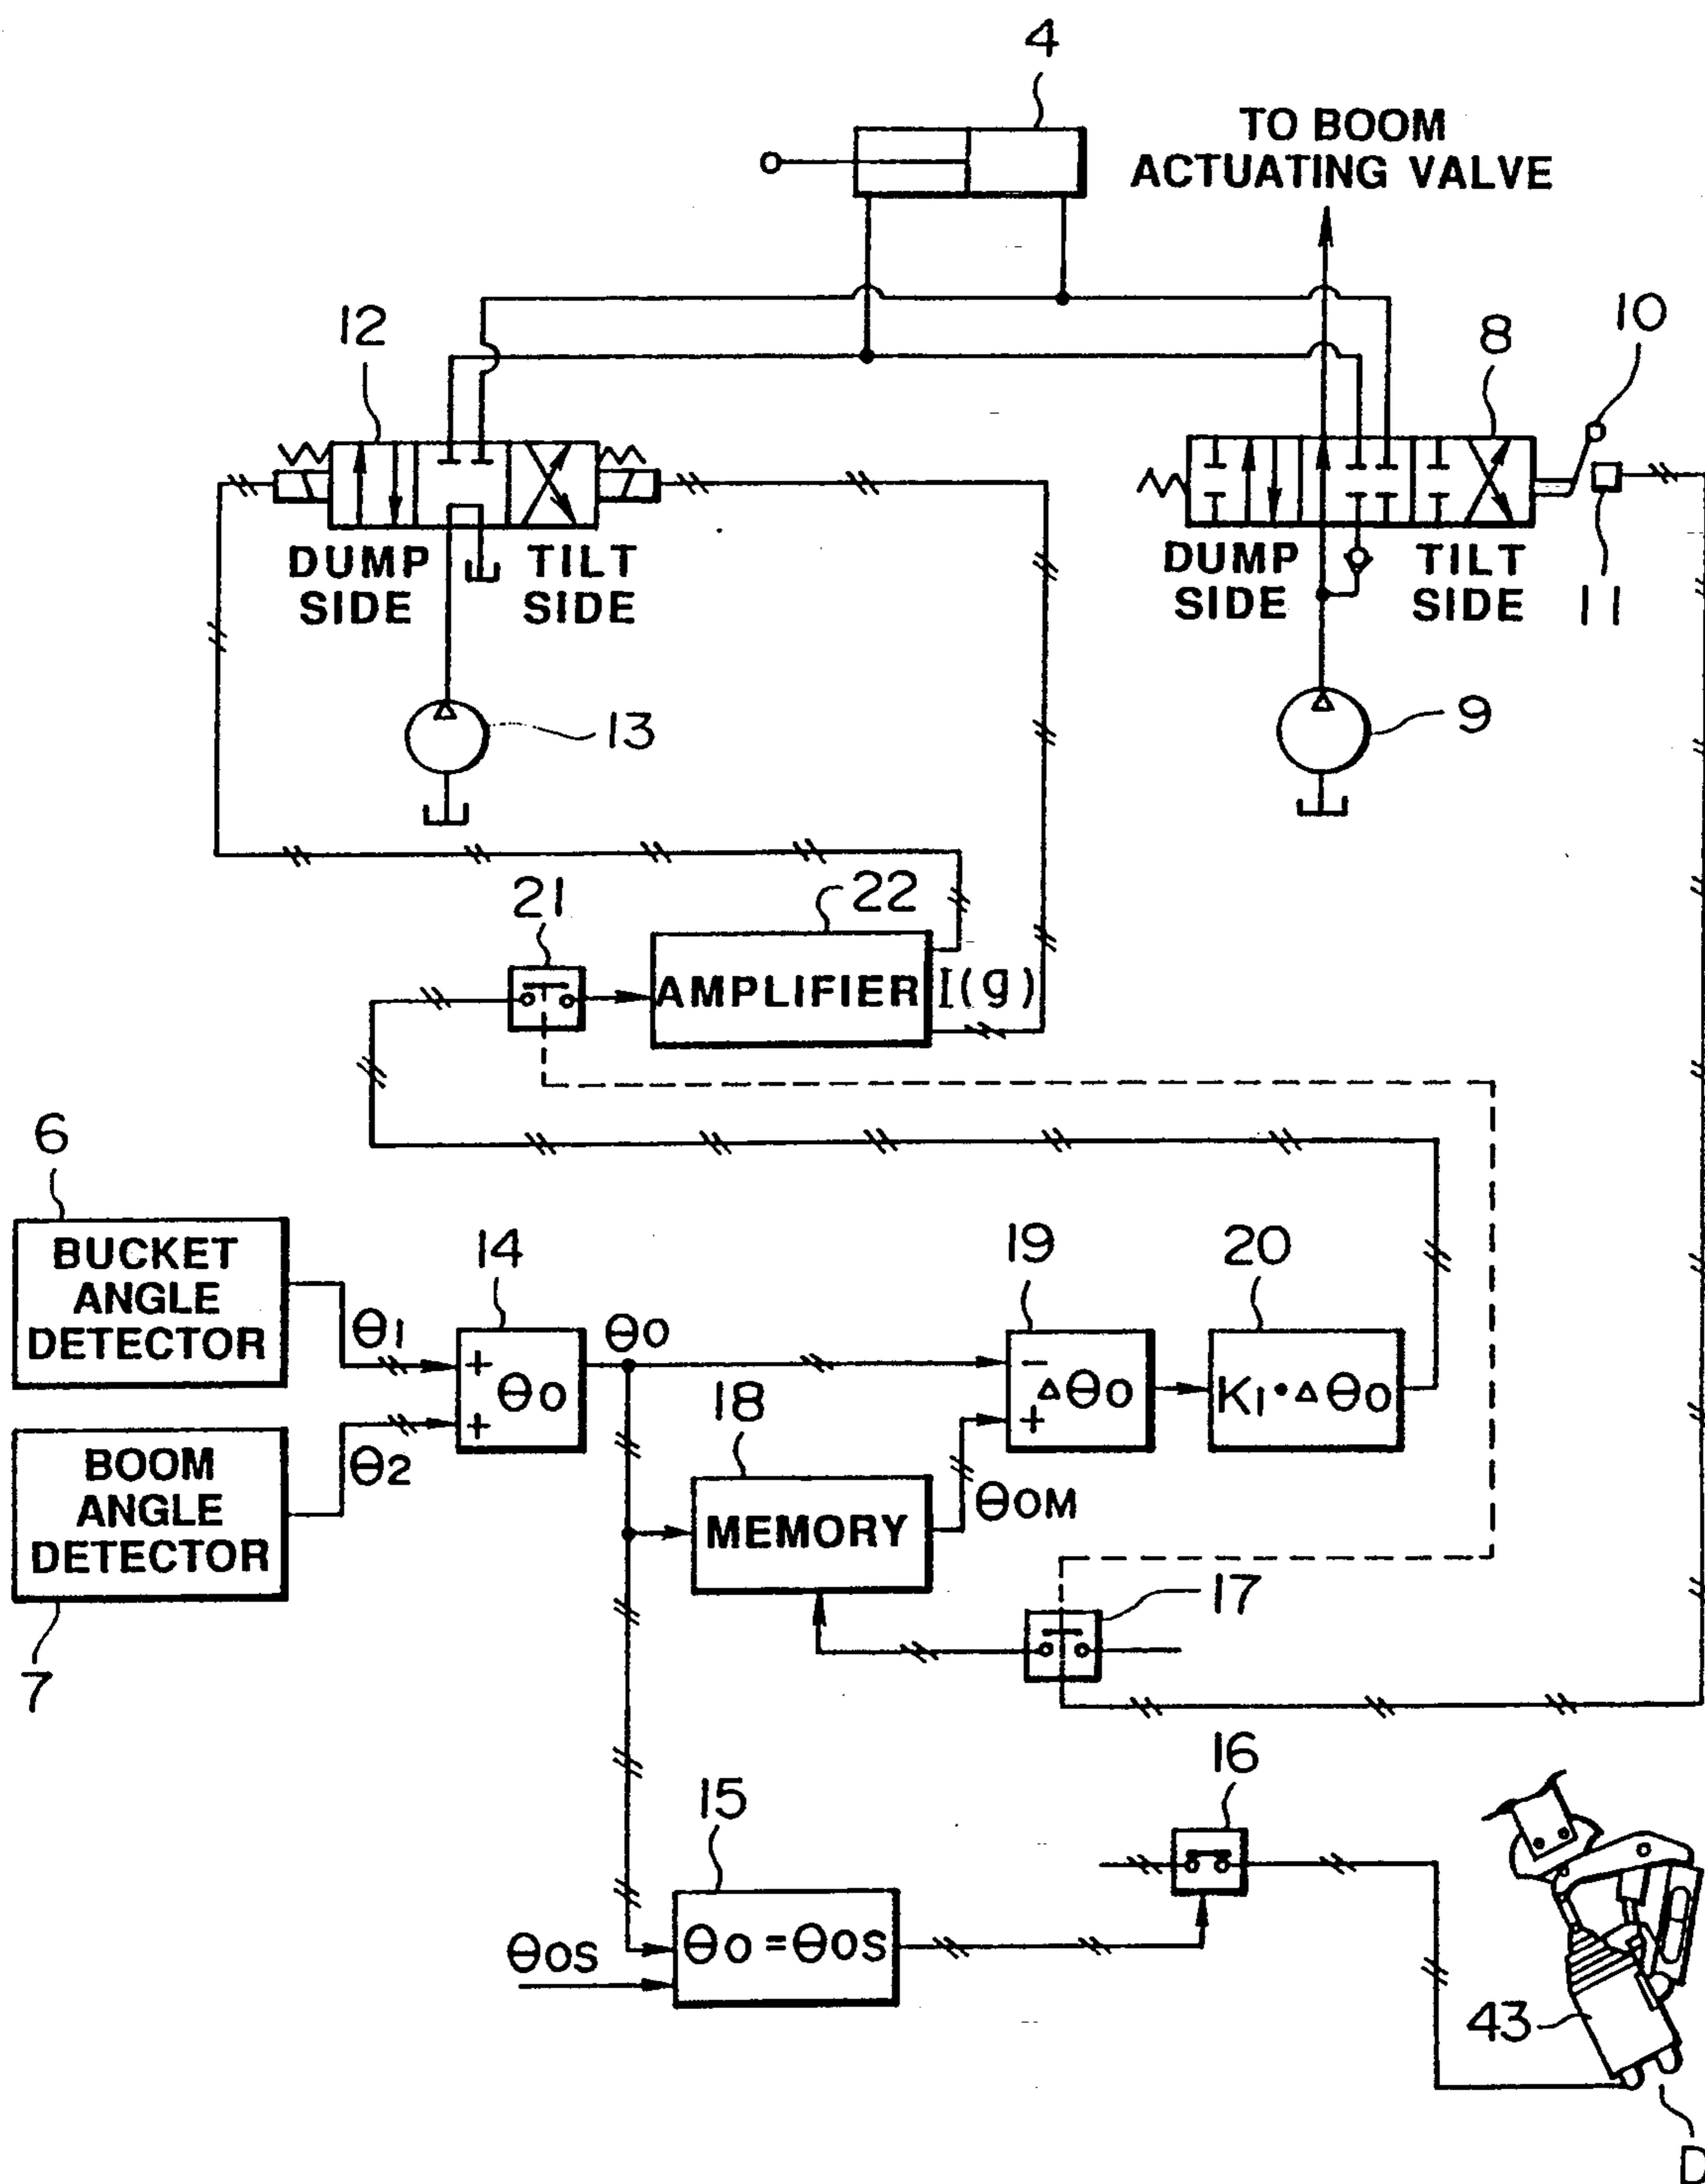 4
TO BOOM
ACTUATING VALVE
12
8
10
DUMP
SIDE
TILT
SIDE
DUMP
SIDE
TILT
SIDE
11
13
9
21
22
AMPLIFIER
I(g)
6
BUCKET
ANGLE
DETECTOR
θ1
14
+
θo
+
θo
19
−
Δθo
+
20
K1・Δθo
BOOM
ANGLE
DETECTOR
θ2
7
18
MEMORY
θOM
17
16
15
θo=θos
θos
43
D